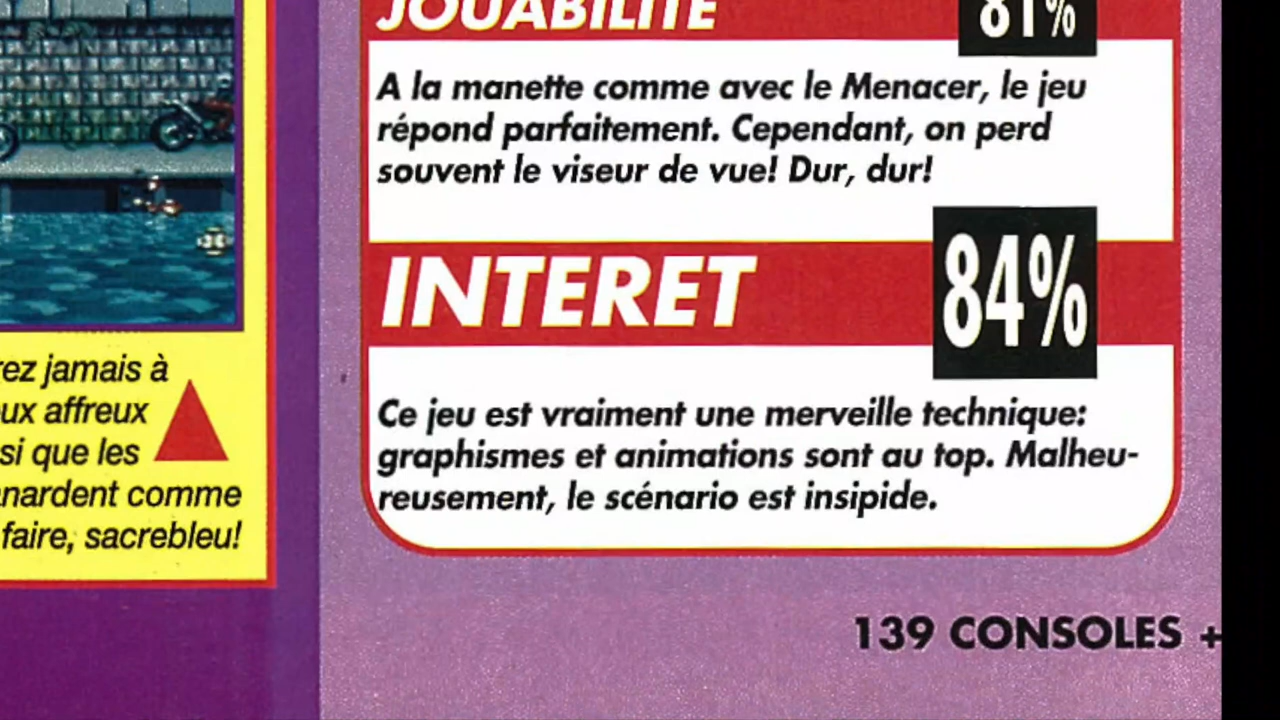 JOUABILITE
81%
A la manette comme avec le Menacer, le jeu
répond parfaitement. Cependant, on perd
souvent le viseur de vue! Dur, dur!
INTERET
84%
Ce jeu est vraiment une merveille technique:
graphismes et animations sont au top. Malheu-
reusement, le scénario est insipide.
rez jamais à
ux affreux
si que les
nardent comme
faire, sacrebleu!
139 CONSOLES +